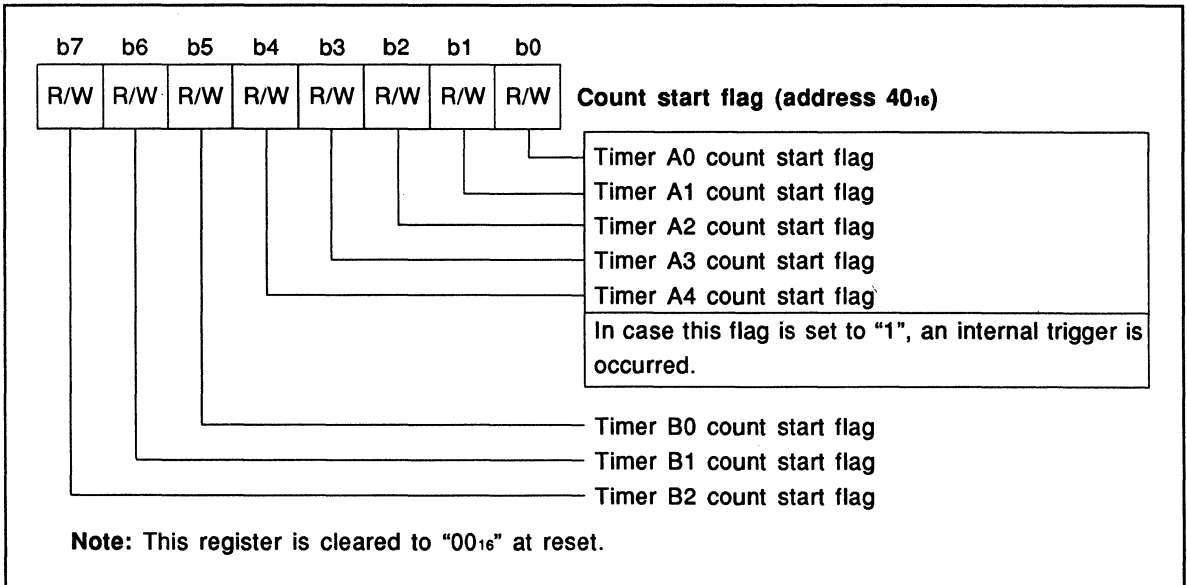 b7 b6 b5 b4 b3 b2 b1 b0
R/W R/W R/W R/W R/W R/W R/W R/W Count start flag (address 40₁₆)
Timer A0 count start flag
Timer A1 count start flag
Timer A2 count start flag
Timer A3 count start flag
Timer A4 count start flag
In case this flag is set to “1”, an internal trigger is
occurred.
Timer B0 count start flag
Timer B1 count start flag
Timer B2 count start flag
Note: This register is cleared to “00₁₆” at reset.